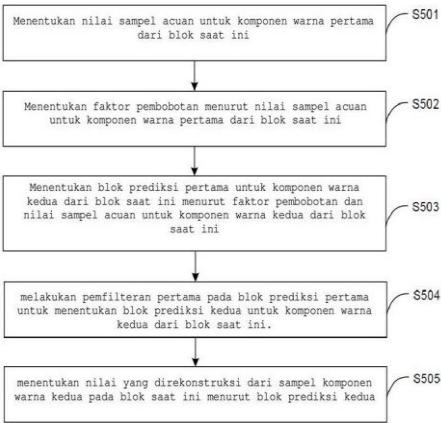 Menentukan nilai sampel acuan untuk komponen warna pertama
dari blok saat ini
S501
Menentukan faktor pembobotan menurut nilai sampel acuan
untuk komponen warna pertama dari blok saat ini
S502
Menentukan blok prediksi pertama untuk komponen warna
kedua dari blok saat ini menurut faktor pembobotan dan
nilai sampel acuan untuk komponen warna kedua dari blok
saat ini
S503
melakukan pemfilteran pertama pada blok prediksi pertama
untuk menentukan blok prediksi kedua untuk komponen warna
kedua dari blok saat ini.
S504
menentukan nilai yang direkonstruksi dari sampel komponen
warna kedua pada blok saat ini menurut blok prediksi kedua
S505